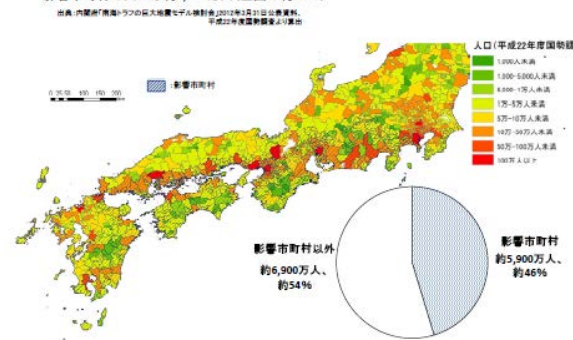 出典：内閣府「南海トラフの巨大地震モデル検討会」2012年3月31日公表資料、
平成22年度国勢調査より算出
人口（平成22年度国勢調
1,000人未満
1,000-5,000人未満
5,000-1万人未満
1万-5万人未満
5万-10万人未満
10万-50万人未満
50万-100万人未満
100万人以上
影響市町村
0 25 50 100 150 200
影響市町村以外
約6,900万人、
約54%
影響市町村
約5,900万人、
約46%